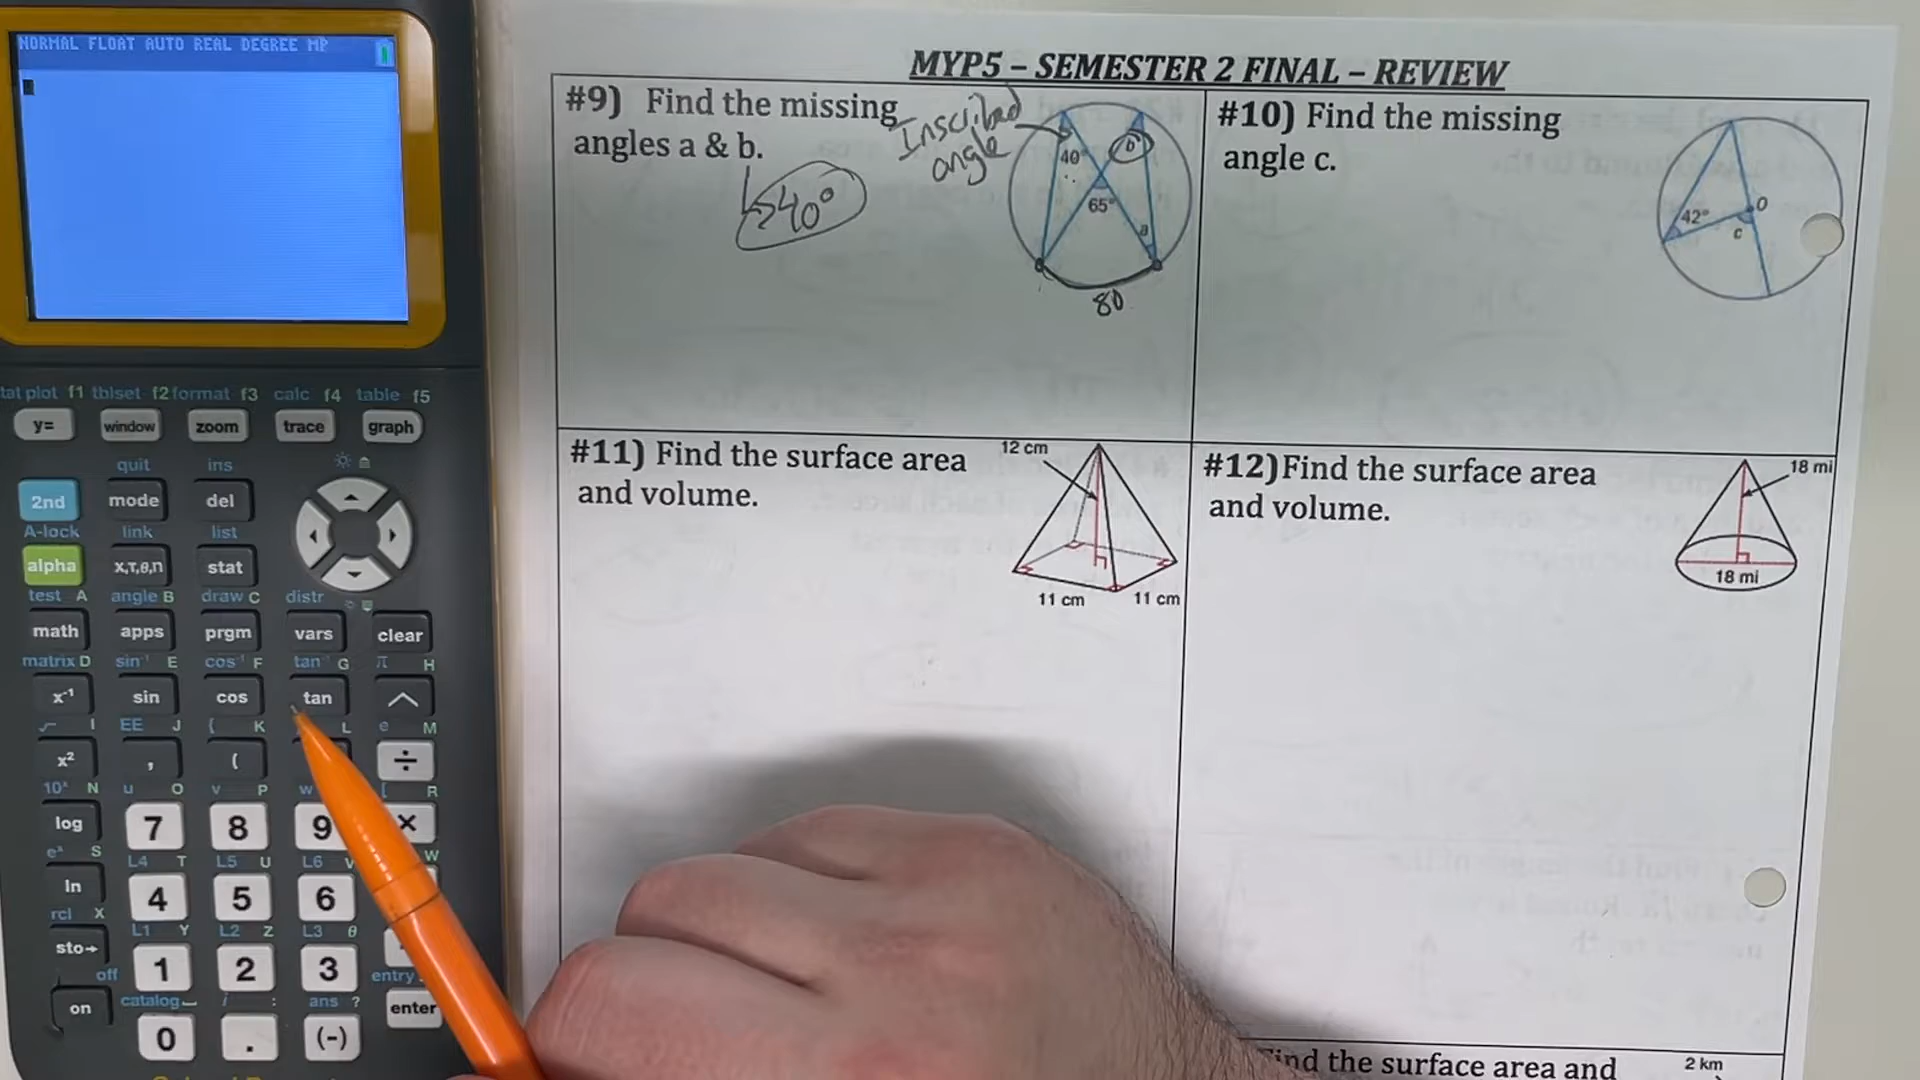 NORMAL FLOAT AUTO REAL DEGREE MP
MYP5 – SEMESTER 2 FINAL – REVIEW
#9) Find the missing
angles a & b.
40°
Inscribed
angle
40°
b°
65°
a
80
#10) Find the missing
angle c.
42°
O
c
#11) Find the surface area
and volume.
12 cm
11 cm
11 cm
#12) Find the surface area
and volume.
18 mi
18 mi
ind the surface area and
2 km
tat plot f1 tblset f2 format f3 calc f4 table f5
y= window zoom trace graph
quit ins
2nd mode del
A-lock link list
alpha X,T,θ,n stat
test A angle B draw C distr
math apps prgm vars clear
matrix D sin⁻¹ E cos⁻¹ F tan⁻¹ G π H
x⁻¹ sin cos tan ^
√ I EE J { K L e M
x² , ( ÷
10ˣ N u O v P w [ R
log 7 8 9 ×
eˣ S L4 T L5 U L6 V W
ln 4 5 6
rcl X L1 Y L2 Z L3 θ
sto→ 1 2 3
off catalog i : ans ? entry
on 0 . (-) enter